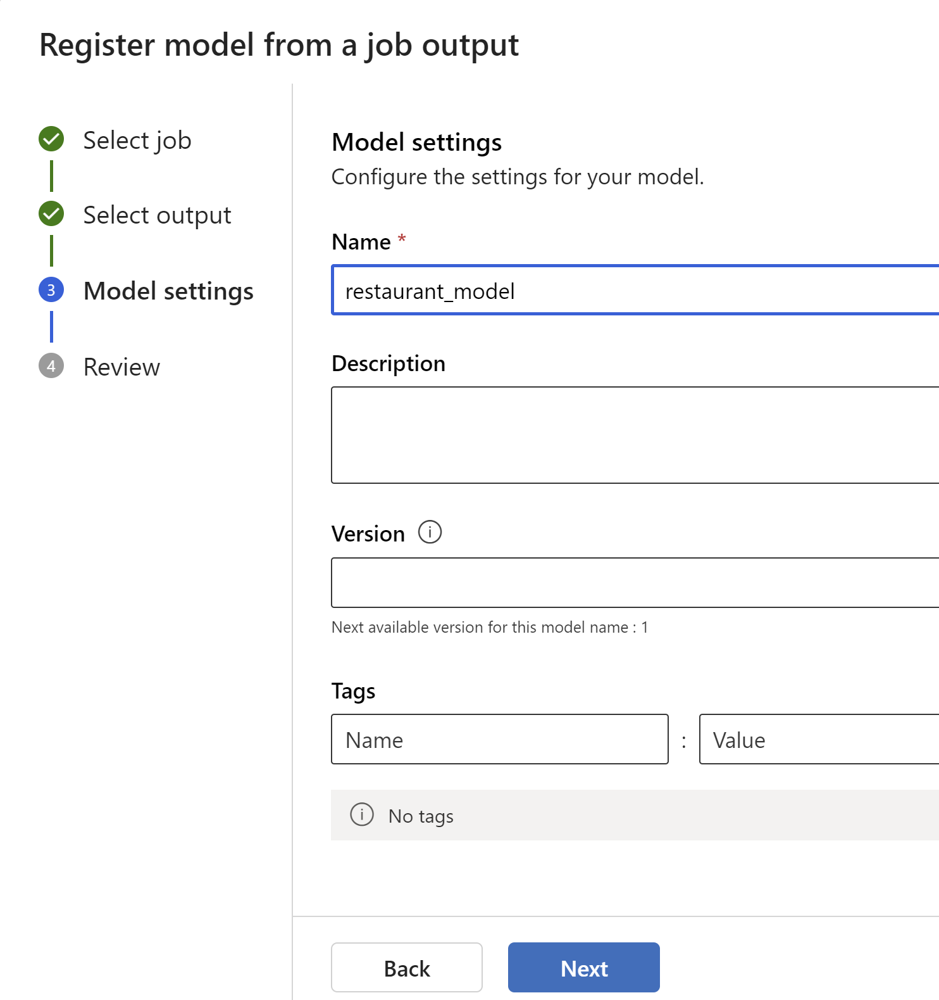 Register model from a job output
Select job
Select output
3 Model settings
4 Review
Model settings
Configure the settings for your model.
Name *
restaurant_model
Description
Version
Next available version for this model name : 1
Tags
Name : Value
No tags
Back Next